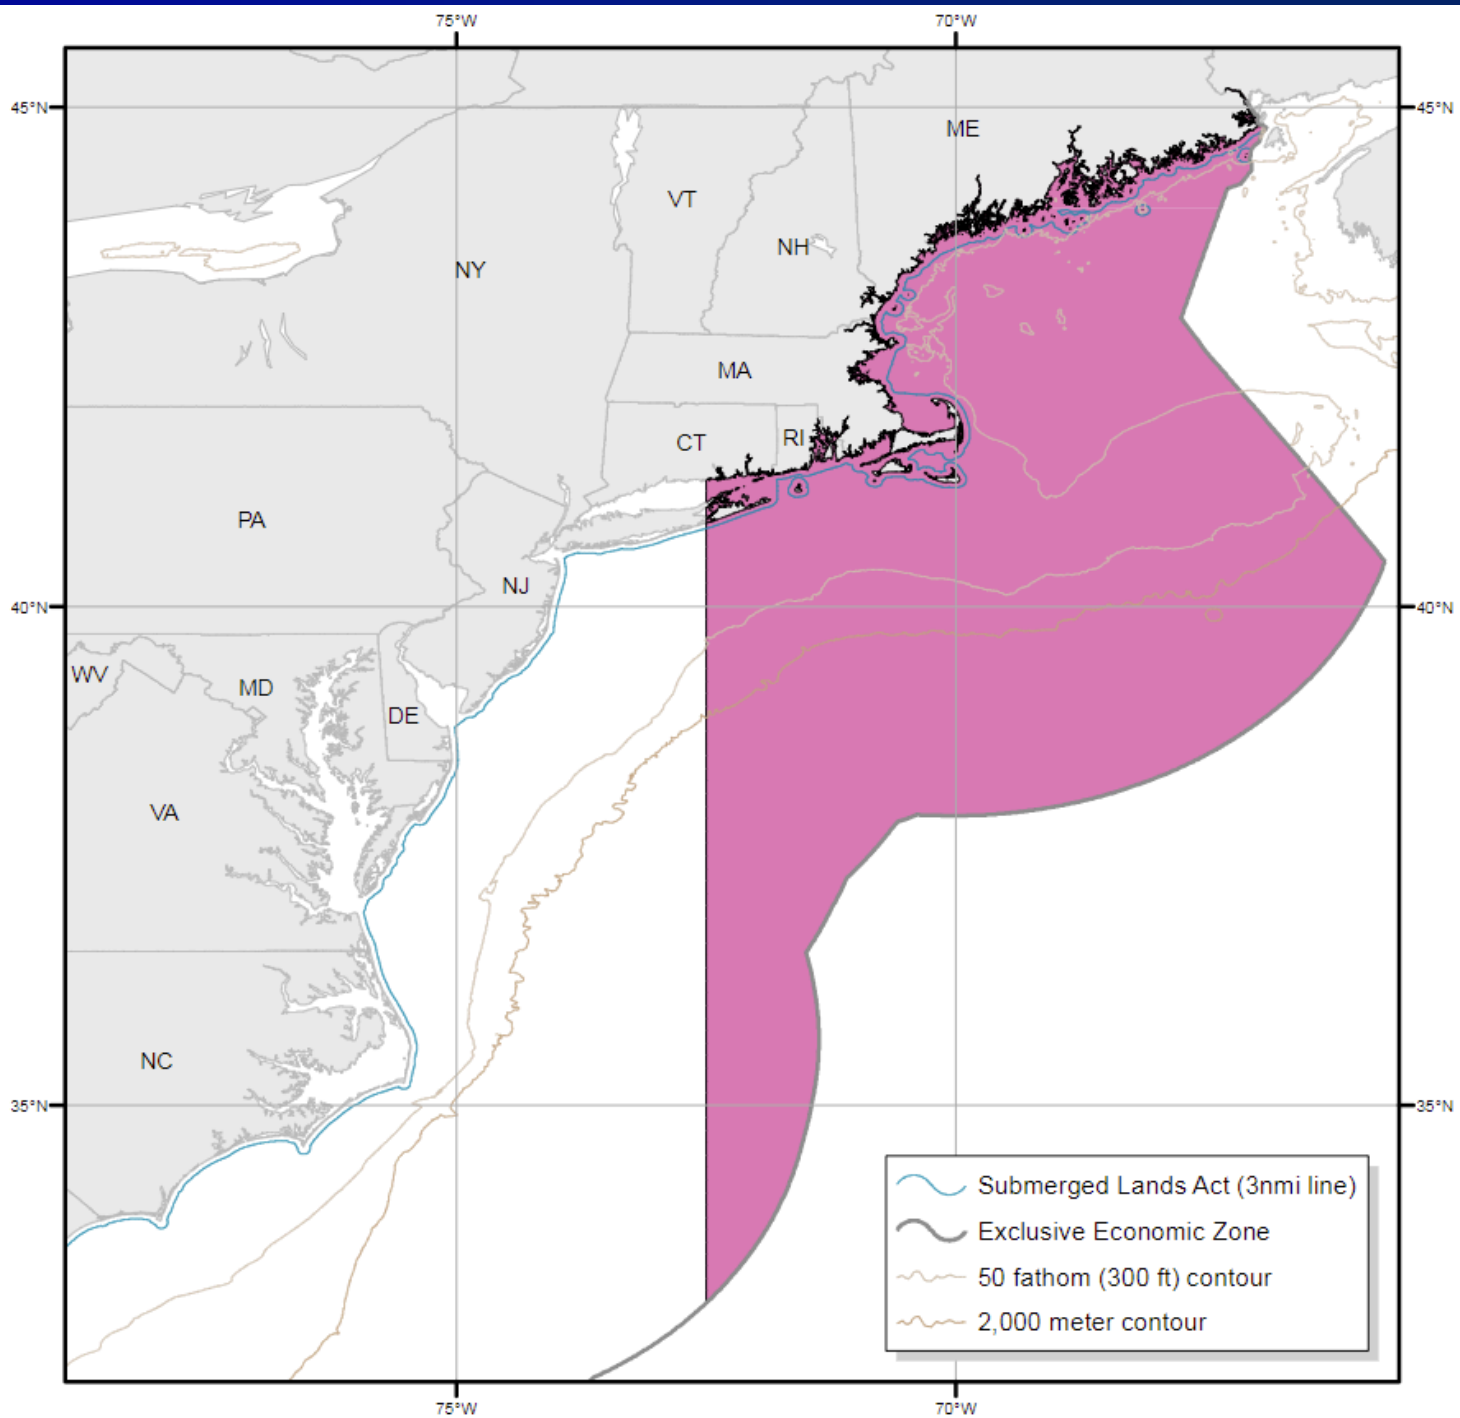 75°W 70°W
45°N 45°N
ME
VT
NH
NY
MA
CT RI
PA
NJ
40°N 40°N
WV
MD
DE
VA
NC
35°N 35°N
Submerged Lands Act (3nmi line)
Exclusive Economic Zone
50 fathom (300 ft) contour
2,000 meter contour
75°W 70°W